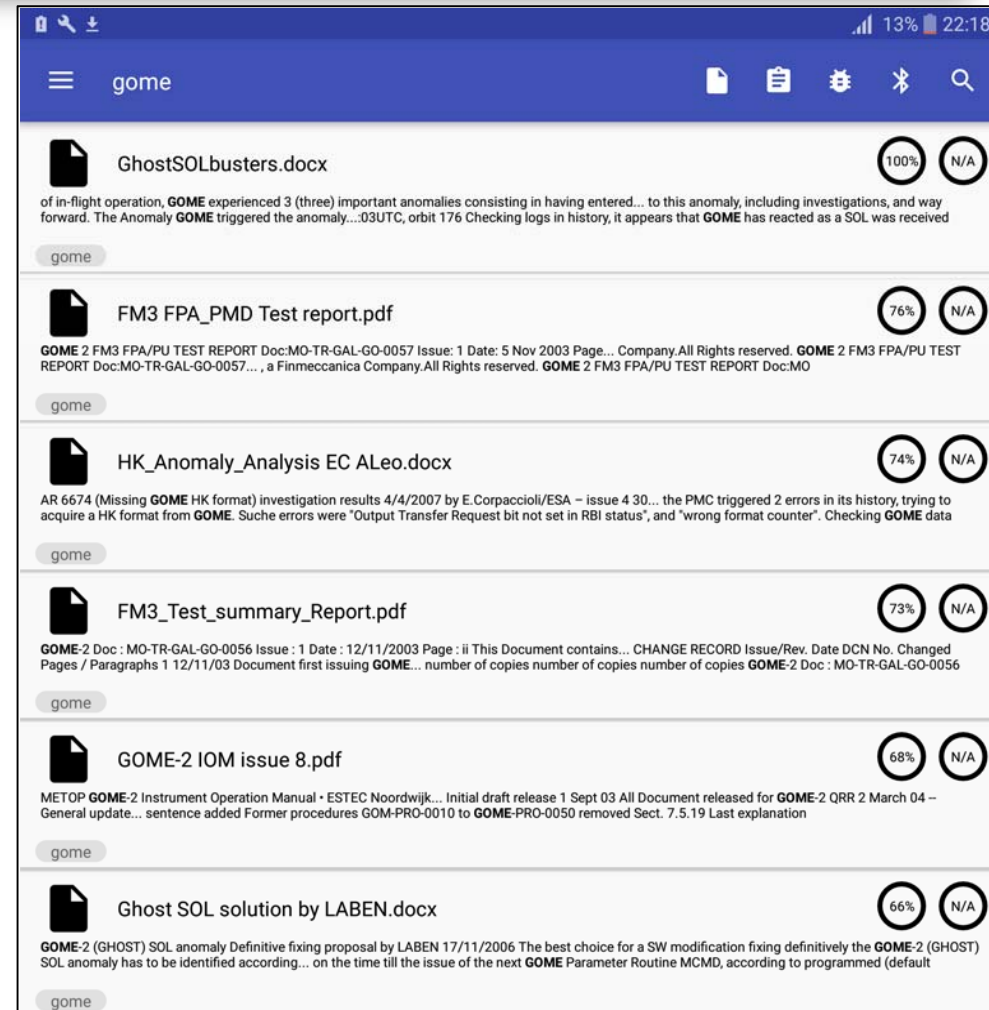 13% 22:18
gome
GhostSOLbusters.docx
100% N/A
of in-flight operation, GOME experienced 3 (three) important anomalies consisting in having entered... to this anomaly, including investigations, and way
forward. The Anomaly GOME triggered the anomaly...:03UTC, orbit 176 Checking logs in history, it appears that GOME has reacted as a SOL was received
gome
FM3 FPA_PMD Test report.pdf
76% N/A
GOME 2 FM3 FPA/PU TEST REPORT Doc:MO-TR-GAL-GO-0057 Issue: 1 Date: 5 Nov 2003 Page... Company.All Rights reserved. GOME 2 FM3 FPA/PU TEST
REPORT Doc:MO-TR-GAL-GO-0057... , a Finmeccanica Company.All Rights reserved. GOME 2 FM3 FPA/PU TEST REPORT Doc:MO
gome
HK_Anomaly_Analysis EC ALeo.docx
74% N/A
AR 6674 (Missing GOME HK format) investigation results 4/4/2007 by E.Corpaccioli/ESA – issue 4 30... the PMC triggered 2 errors in its history, trying to
acquire a HK format from GOME. Suche errors were "Output Transfer Request bit not set in RBI status", and "wrong format counter". Checking GOME data
gome
FM3_Test_summary_Report.pdf
73% N/A
GOME-2 Doc : MO-TR-GAL-GO-0056 Issue : 1 Date : 12/11/2003 Page : ii This Document contains... CHANGE RECORD Issue/Rev. Date DCN No. Changed
Pages / Paragraphs 1 12/11/03 Document first issuing GOME... number of copies number of copies number of copies GOME-2 Doc : MO-TR-GAL-GO-0056
gome
GOME-2 IOM issue 8.pdf
68% N/A
METOP GOME-2 Instrument Operation Manual • ESTEC Noordwijk... Initial draft release 1 Sept 03 All Document released for GOME-2 QRR 2 March 04 –
General update... sentence added Former procedures GOM-PRO-0010 to GOME-PRO-0050 removed Sect. 7.5.19 Last explanation
gome
Ghost SOL solution by LABEN.docx
66% N/A
GOME-2 (GHOST) SOL anomaly Definitive fixing proposal by LABEN 17/11/2006 The best choice for a SW modification fixing definitively the GOME-2 (GHOST)
SOL anomaly has to be identified according... on the time till the issue of the next GOME Parameter Routine MCMD, according to programmed (default
gome